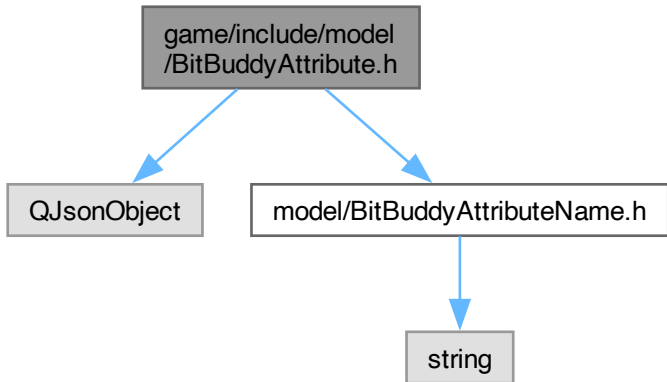 game/include/model
/BitBuddyAttribute.h
QJsonObject
model/BitBuddyAttributeName.h
string